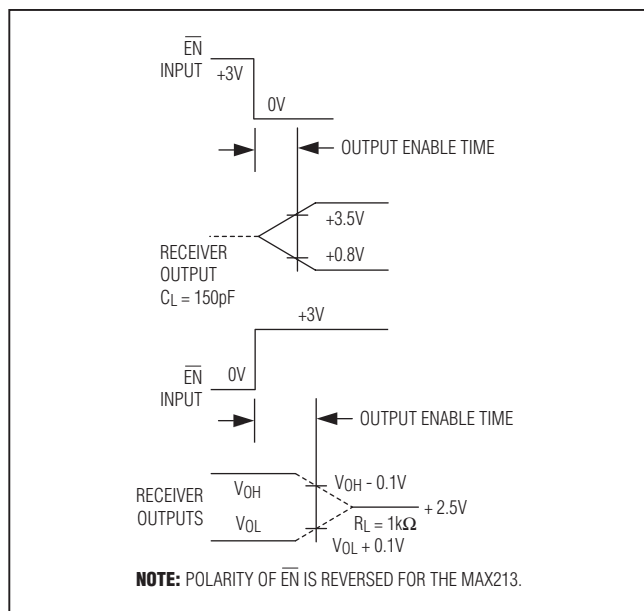 EN
INPUT
+3V
0V
OUTPUT ENABLE TIME
+3.5V
+0.8V
RECEIVER
OUTPUT
CL = 150pF
+3V
0V
EN
INPUT
OUTPUT ENABLE TIME
VOH
VOH - 0.1V
RECEIVER
OUTPUTS
+ 2.5V
VOL
RL = 1kΩ
VOL + 0.1V
NOTE: POLARITY OF EN IS REVERSED FOR THE MAX213.